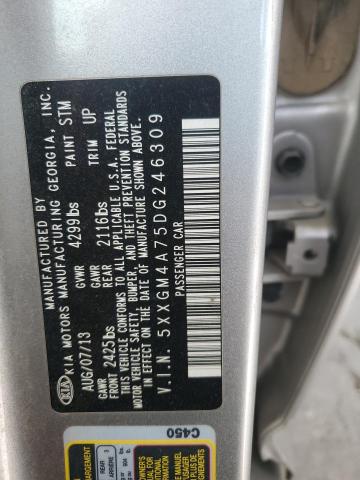 MANUFACTURED BY
KIA MOTORS MANUFACTURING GEORGIA, INC.
KIA
AUG/07/13 GVWR 4299lbs PAINT STM
GAWR FRONT 2425lbs GAWR REAR 2116lbs TRIM UP
THIS VEHICLE CONFORMS TO ALL APPLICABLE U.S.A. FEDERAL
MOTOR VEHICLE SAFETY, BUMPER, AND THEFT PREVENTION STANDARDS
IN EFFECT ON THE DATE OF MANUFACTURE SHOWN ABOVE.
V.I.N. 5XXGM4A75DG246309
PASSENGER CAR
C450